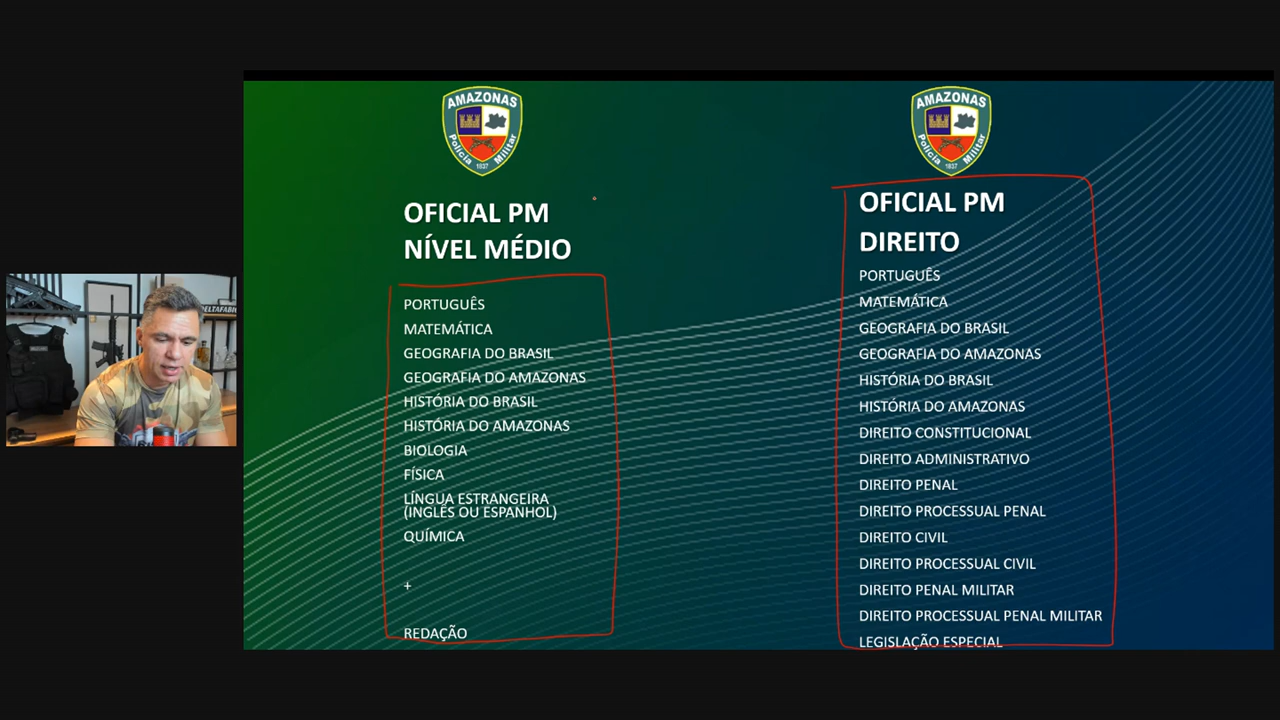 AMAZONAS
Polícia Militar
1837
OFICIAL PM
NÍVEL MÉDIO
PORTUGUÊS
MATEMÁTICA
GEOGRAFIA DO BRASIL
GEOGRAFIA DO AMAZONAS
HISTÓRIA DO BRASIL
HISTÓRIA DO AMAZONAS
BIOLOGIA
FÍSICA
LÍNGUA ESTRANGEIRA
(INGLÊS OU ESPANHOL)
QUÍMICA
+
REDAÇÃO
AMAZONAS
Polícia Militar
1837
OFICIAL PM
DIREITO
PORTUGUÊS
MATEMÁTICA
GEOGRAFIA DO BRASIL
GEOGRAFIA DO AMAZONAS
HISTÓRIA DO BRASIL
HISTÓRIA DO AMAZONAS
DIREITO CONSTITUCIONAL
DIREITO ADMINISTRATIVO
DIREITO PENAL
DIREITO PROCESSUAL PENAL
DIREITO CIVIL
DIREITO PROCESSUAL CIVIL
DIREITO PENAL MILITAR
DIREITO PROCESSUAL PENAL MILITAR
LEGISLAÇÃO ESPECIAL